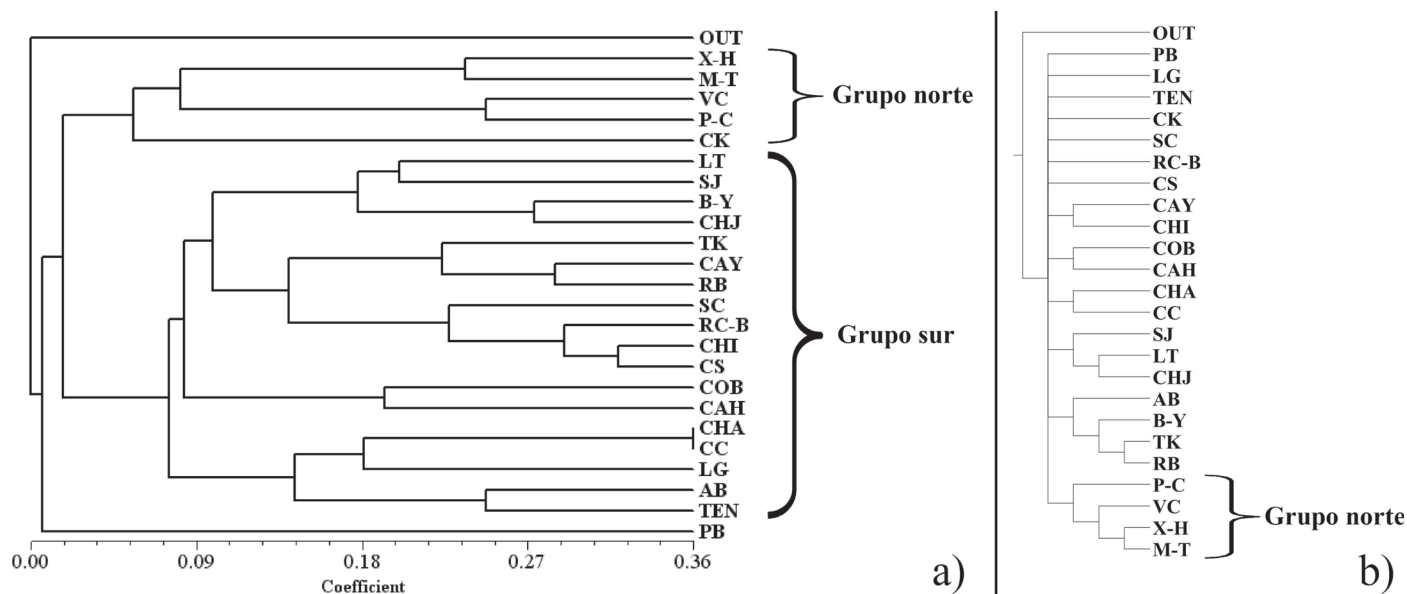 OUT
X-H
M-T
VC
P-C
CK
Grupo norte
LT
SJ
B-Y
CHJ
TK
CAY
RB
SC
RC-B
CHI
CS
COB
CAH
CHA
CC
LG
AB
TEN
Grupo sur
PB
0.00 0.09 0.18 0.27 0.36
Coefficient
a)
OUT
PB
LG
TEN
CK
SC
RC-B
CS
CAY
CHI
COB
CAH
CHA
CC
SJ
LT
CHJ
AB
B-Y
TK
RB
P-C
VC
X-H
M-T
Grupo norte
b)